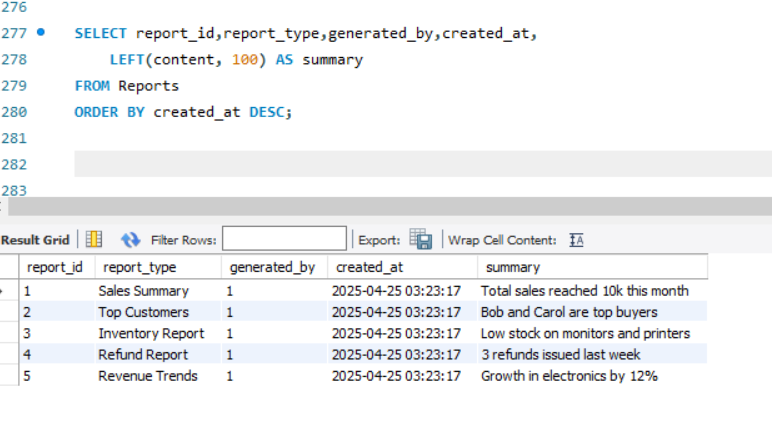 276
277 SELECT report_id,report_type,generated_by,created_at,
278 LEFT(content, 100) AS summary
279 FROM Reports
280 ORDER BY created_at DESC;
281
282
283
Result Grid Filter Rows: Export: Wrap Cell Content: IA
report_id report_type generated_by created_at summary
1 Sales Summary 1 2025-04-25 03:23:17 Total sales reached 10k this month
2 Top Customers 1 2025-04-25 03:23:17 Bob and Carol are top buyers
3 Inventory Report 1 2025-04-25 03:23:17 Low stock on monitors and printers
4 Refund Report 1 2025-04-25 03:23:17 3 refunds issued last week
5 Revenue Trends 1 2025-04-25 03:23:17 Growth in electronics by 12%